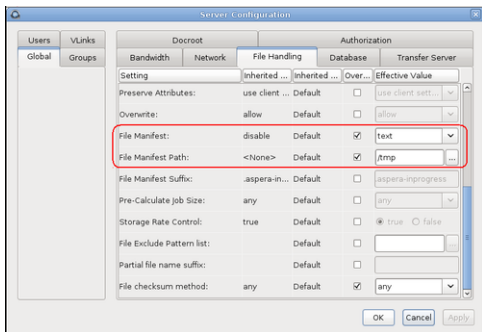 Server Configuration
Users VLinks Docroot Authorization
Global Groups Bandwidth Network File Handling Database Transfer Server
Setting Inherited ... Inherited ... Over... Effective Value
Preserve Attributes: use client ... Default use client sett...
Overwrite: allow Default allow
File Manifest: disable Default text
File Manifest Path: <None> Default /tmp ...
File Manifest Suffix: .aspera-in... Default .aspera-inprogress
Pre-Calculate Job Size: any Default any
Storage Rate Control: true Default true false
File Exclude Pattern list: Default ...
Partial file name suffix: Default
File checksum method: any Default any
OK Cancel Apply